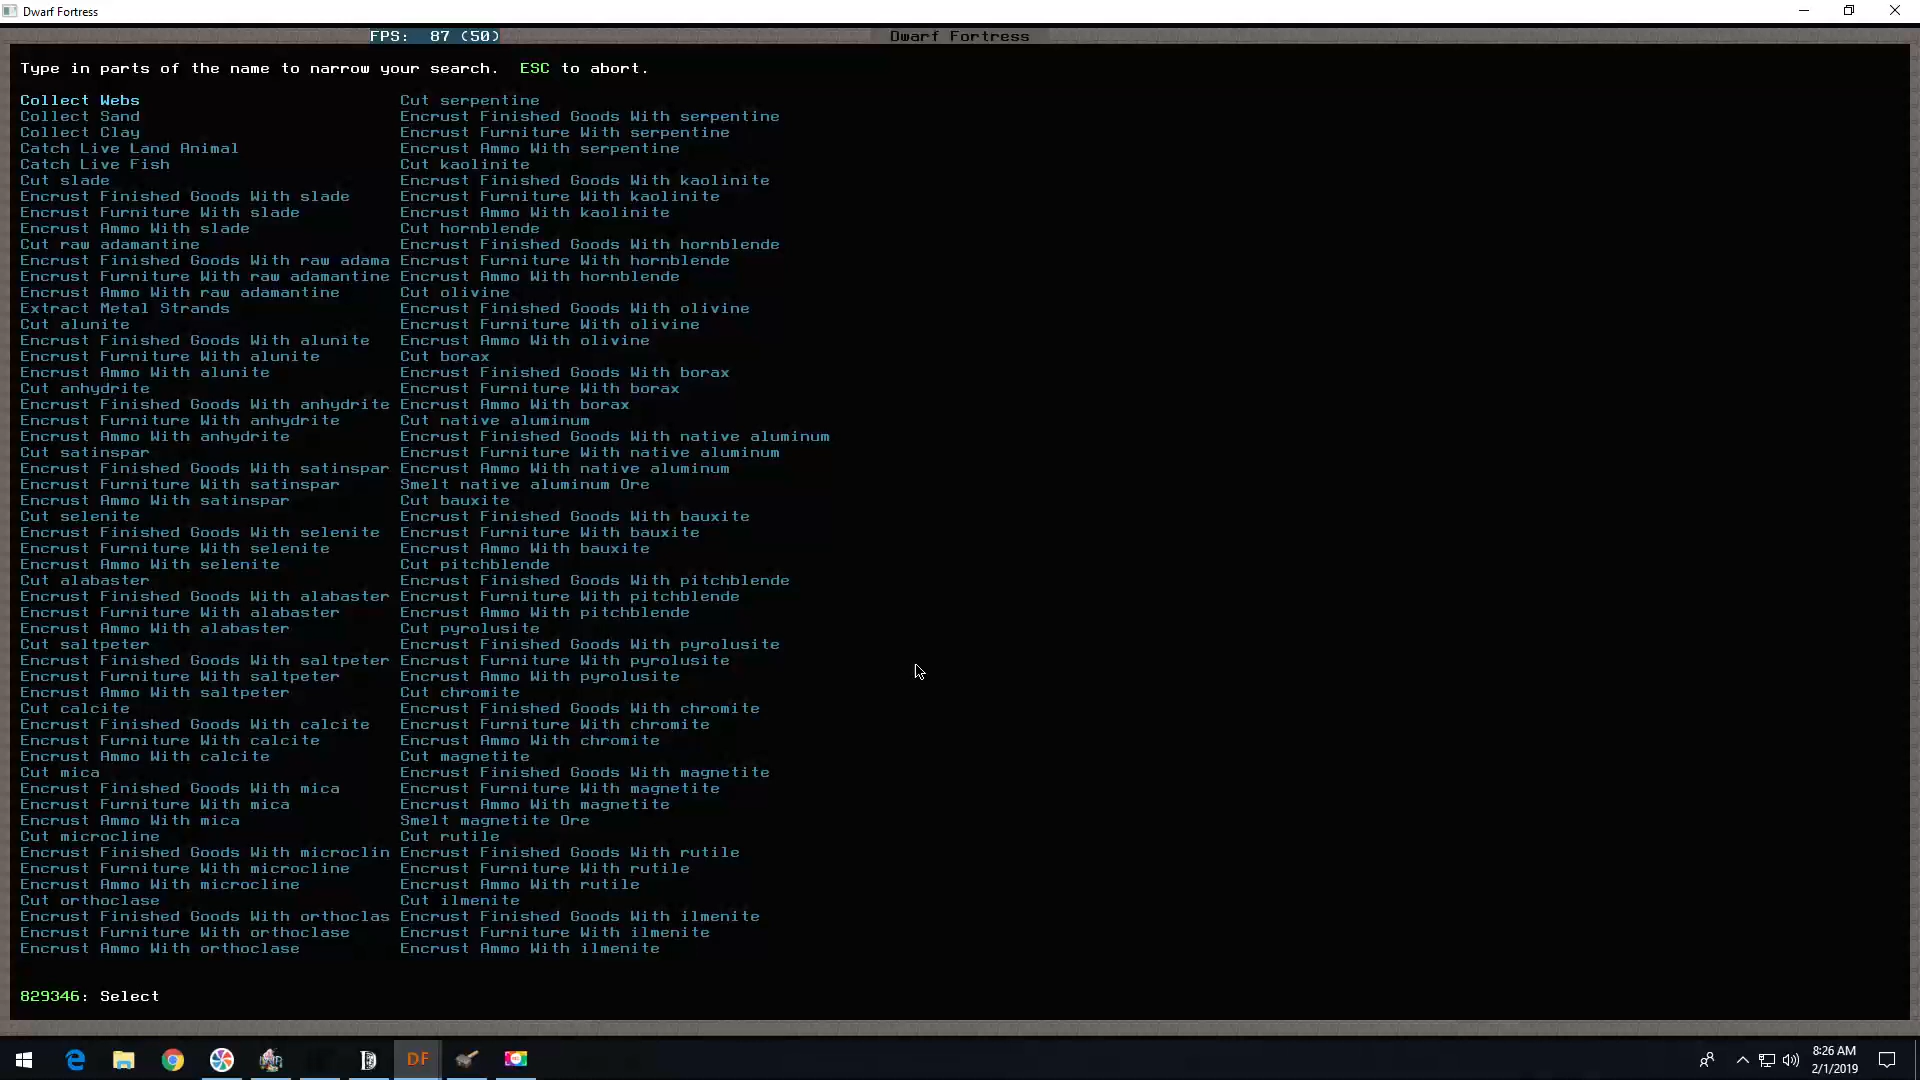 Dwarf Fortress
FPS: 87 (50)
Dwarf Fortress
Type in parts of the name to narrow your search. ESC to abort.
Collect Webs
Collect Sand
Collect Clay
Catch Live Land Animal
Catch Live Fish
Cut slade
Encrust Finished Goods With slade
Encrust Furniture With slade
Encrust Ammo With slade
Cut raw adamantine
Encrust Finished Goods With raw adama
Encrust Furniture With raw adamantine
Encrust Ammo With raw adamantine
Extract Metal Strands
Cut alunite
Encrust Finished Goods With alunite
Encrust Furniture With alunite
Encrust Ammo With alunite
Cut anhydrite
Encrust Finished Goods With anhydrite
Encrust Furniture With anhydrite
Encrust Ammo With anhydrite
Cut satinspar
Encrust Finished Goods With satinspar
Encrust Furniture With satinspar
Encrust Ammo With satinspar
Cut selenite
Encrust Finished Goods With selenite
Encrust Furniture With selenite
Encrust Ammo With selenite
Cut alabaster
Encrust Finished Goods With alabaster
Encrust Furniture With alabaster
Encrust Ammo With alabaster
Cut saltpeter
Encrust Finished Goods With saltpeter
Encrust Furniture With saltpeter
Encrust Ammo With saltpeter
Cut calcite
Encrust Finished Goods With calcite
Encrust Furniture With calcite
Encrust Ammo With calcite
Cut mica
Encrust Finished Goods With mica
Encrust Furniture With mica
Encrust Ammo With mica
Cut microcline
Encrust Finished Goods With microclin
Encrust Furniture With microcline
Encrust Ammo With microcline
Cut orthoclase
Encrust Finished Goods With orthoclas
Encrust Furniture With orthoclase
Encrust Ammo With orthoclase
Cut serpentine
Encrust Finished Goods With serpentine
Encrust Furniture With serpentine
Encrust Ammo With serpentine
Cut kaolinite
Encrust Finished Goods With kaolinite
Encrust Furniture With kaolinite
Encrust Ammo With kaolinite
Cut hornblende
Encrust Finished Goods With hornblende
Encrust Furniture With hornblende
Encrust Ammo With hornblende
Cut olivine
Encrust Finished Goods With olivine
Encrust Furniture With olivine
Encrust Ammo With olivine
Cut borax
Encrust Finished Goods With borax
Encrust Furniture With borax
Encrust Ammo With borax
Cut native aluminum
Encrust Finished Goods With native aluminum
Encrust Furniture With native aluminum
Encrust Ammo With native aluminum
Smelt native aluminum Ore
Cut bauxite
Encrust Finished Goods With bauxite
Encrust Furniture With bauxite
Encrust Ammo With bauxite
Cut pitchblende
Encrust Finished Goods With pitchblende
Encrust Furniture With pitchblende
Encrust Ammo With pitchblende
Cut pyrolusite
Encrust Finished Goods With pyrolusite
Encrust Furniture With pyrolusite
Encrust Ammo With pyrolusite
Cut chromite
Encrust Finished Goods With chromite
Encrust Furniture With chromite
Encrust Ammo With chromite
Cut magnetite
Encrust Finished Goods With magnetite
Encrust Furniture With magnetite
Encrust Ammo With magnetite
Smelt magnetite Ore
Cut rutile
Encrust Finished Goods With rutile
Encrust Furniture With rutile
Encrust Ammo With rutile
Cut ilmenite
Encrust Finished Goods With ilmenite
Encrust Furniture With ilmenite
Encrust Ammo With ilmenite
829346: Select
DF
8:26 AM
2/1/2019